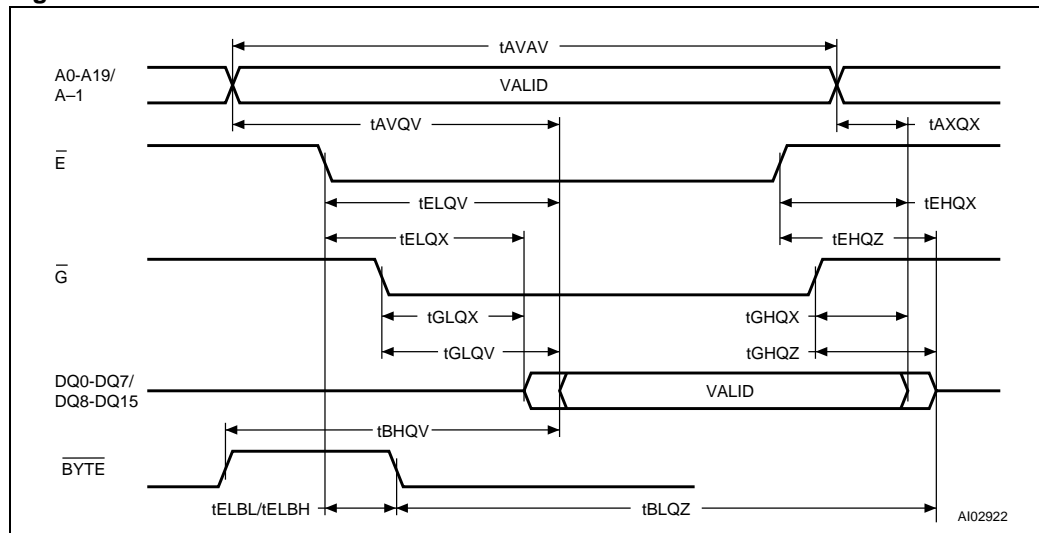 tAVAV
A0-A19/
A–1
VALID
tAVQV
tAXQX
E
tELQV
tEHQX
tELQX
tEHQZ
G
tGLQX
tGHQX
tGLQV
tGHQZ
DQ0-DQ7/
DQ8-DQ15
VALID
tBHQV
BYTE
tELBL/tELBH
tBLQZ
AI02922